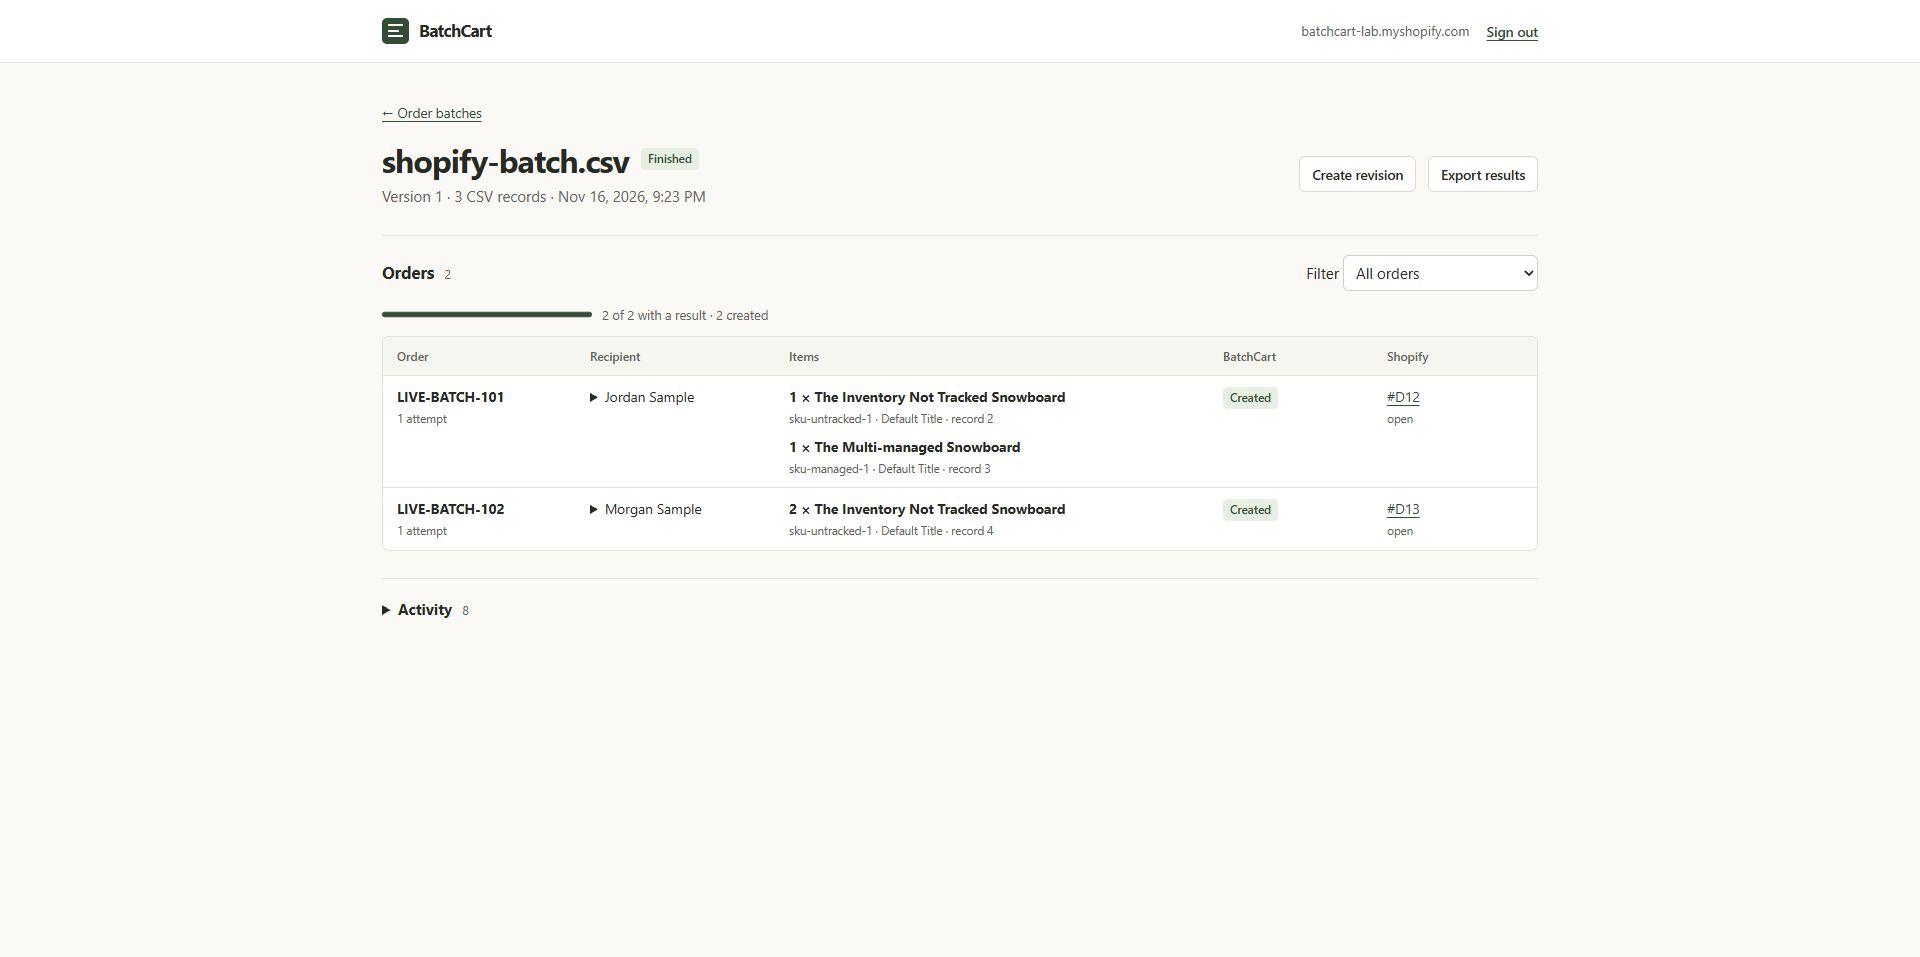 BatchCart
batchcart-lab.myshopify.com Sign out
← Order batches
shopify-batch.csv Finished
Version 1 · 3 CSV records · Nov 16, 2026, 9:23 PM
Create revision Export results
Orders 2
Filter All orders
2 of 2 with a result · 2 created
Order Recipient Items BatchCart Shopify
LIVE-BATCH-101 Jordan Sample 1 × The Inventory Not Tracked Snowboard Created #D12
1 attempt sku-untracked-1 · Default Title · record 2 open
1 × The Multi-managed Snowboard
sku-managed-1 · Default Title · record 3
LIVE-BATCH-102 Morgan Sample 2 × The Inventory Not Tracked Snowboard Created #D13
1 attempt sku-untracked-1 · Default Title · record 4 open
Activity 8